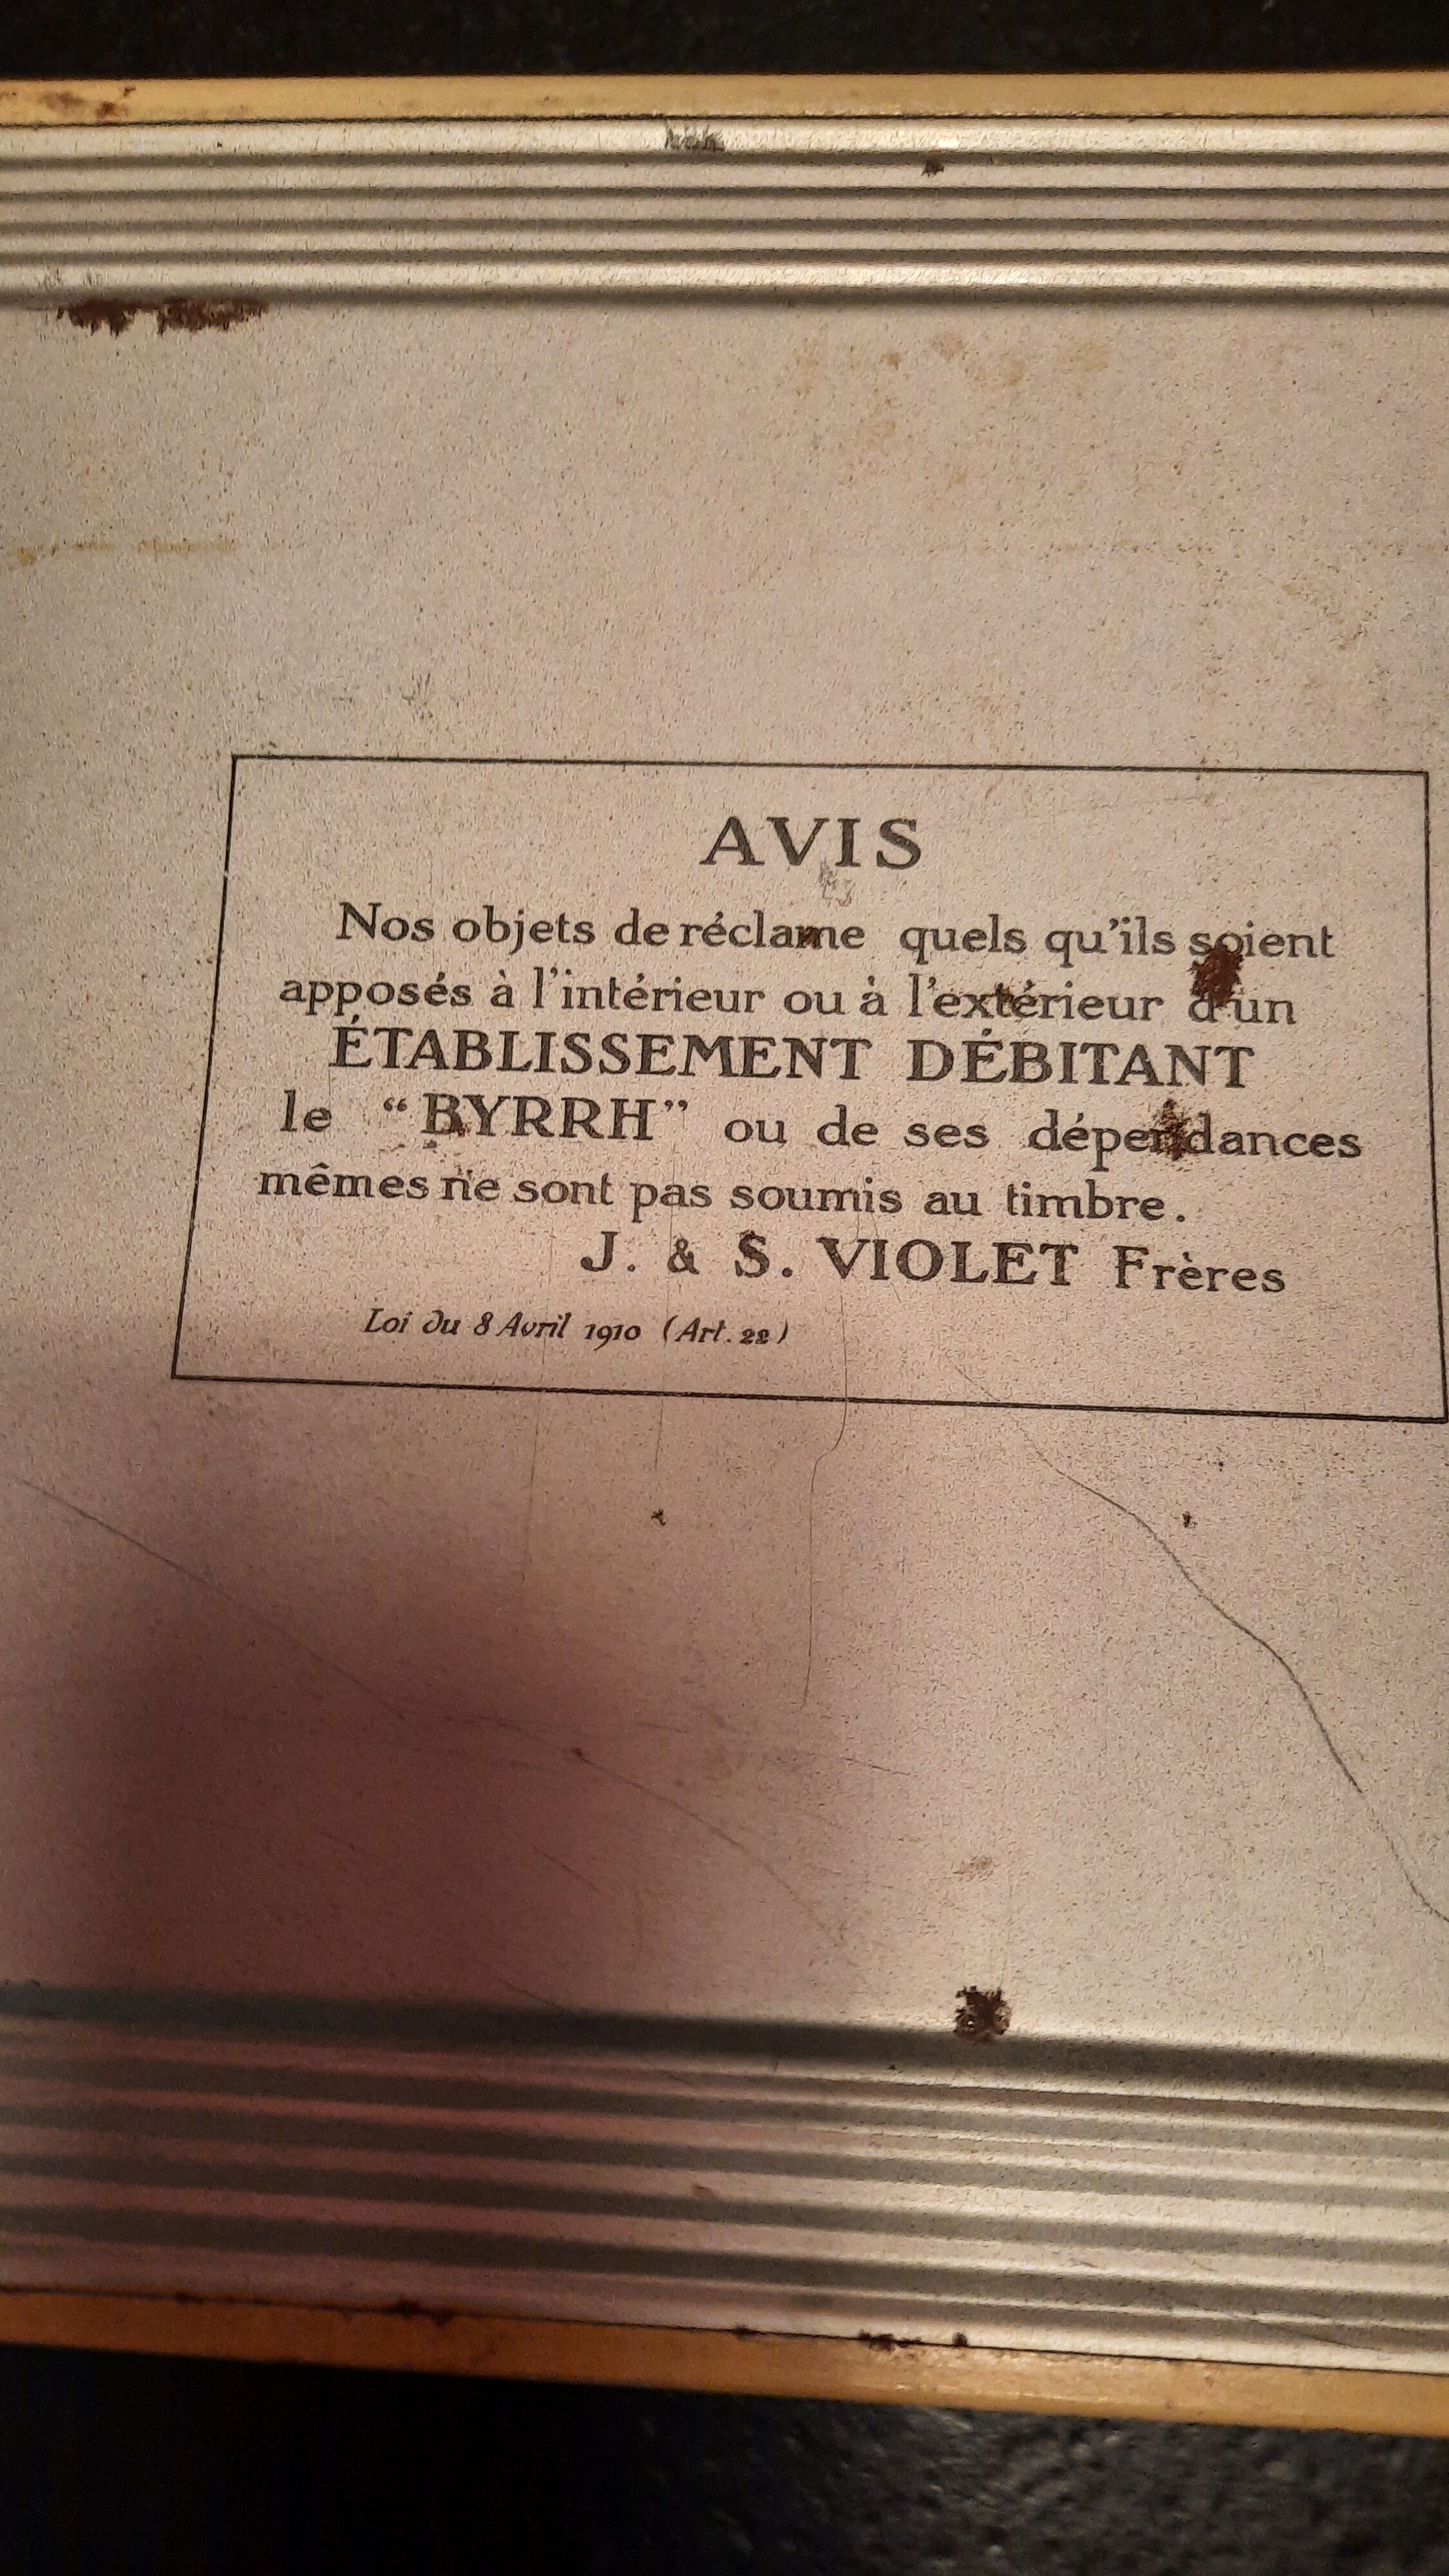 AVIS
Nos objets de réclame quels qu'ils soient
apposés à l'intérieur ou à l'extérieur d'un
ÉTABLISSEMENT DÉBITANT
le “BYRRH” ou de ses dépendances
mêmes ne sont pas soumis au timbre.
J. & S. VIOLET Frères
Loi du 8 Avril 1910 (Art. 22)